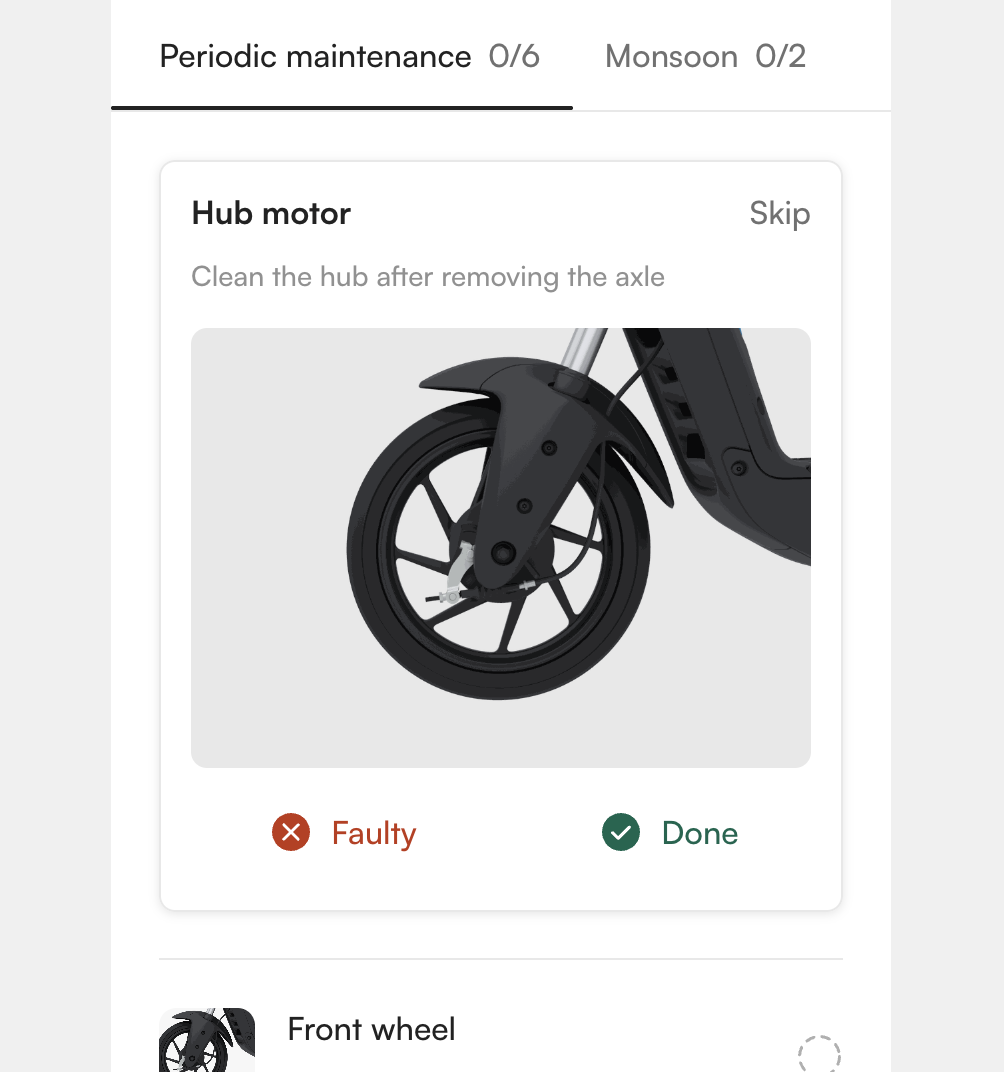 Periodic maintenance 0/6
Monsoon 0/2
Hub motor
Skip
Clean the hub after removing the axle
Faulty
Done
Front wheel